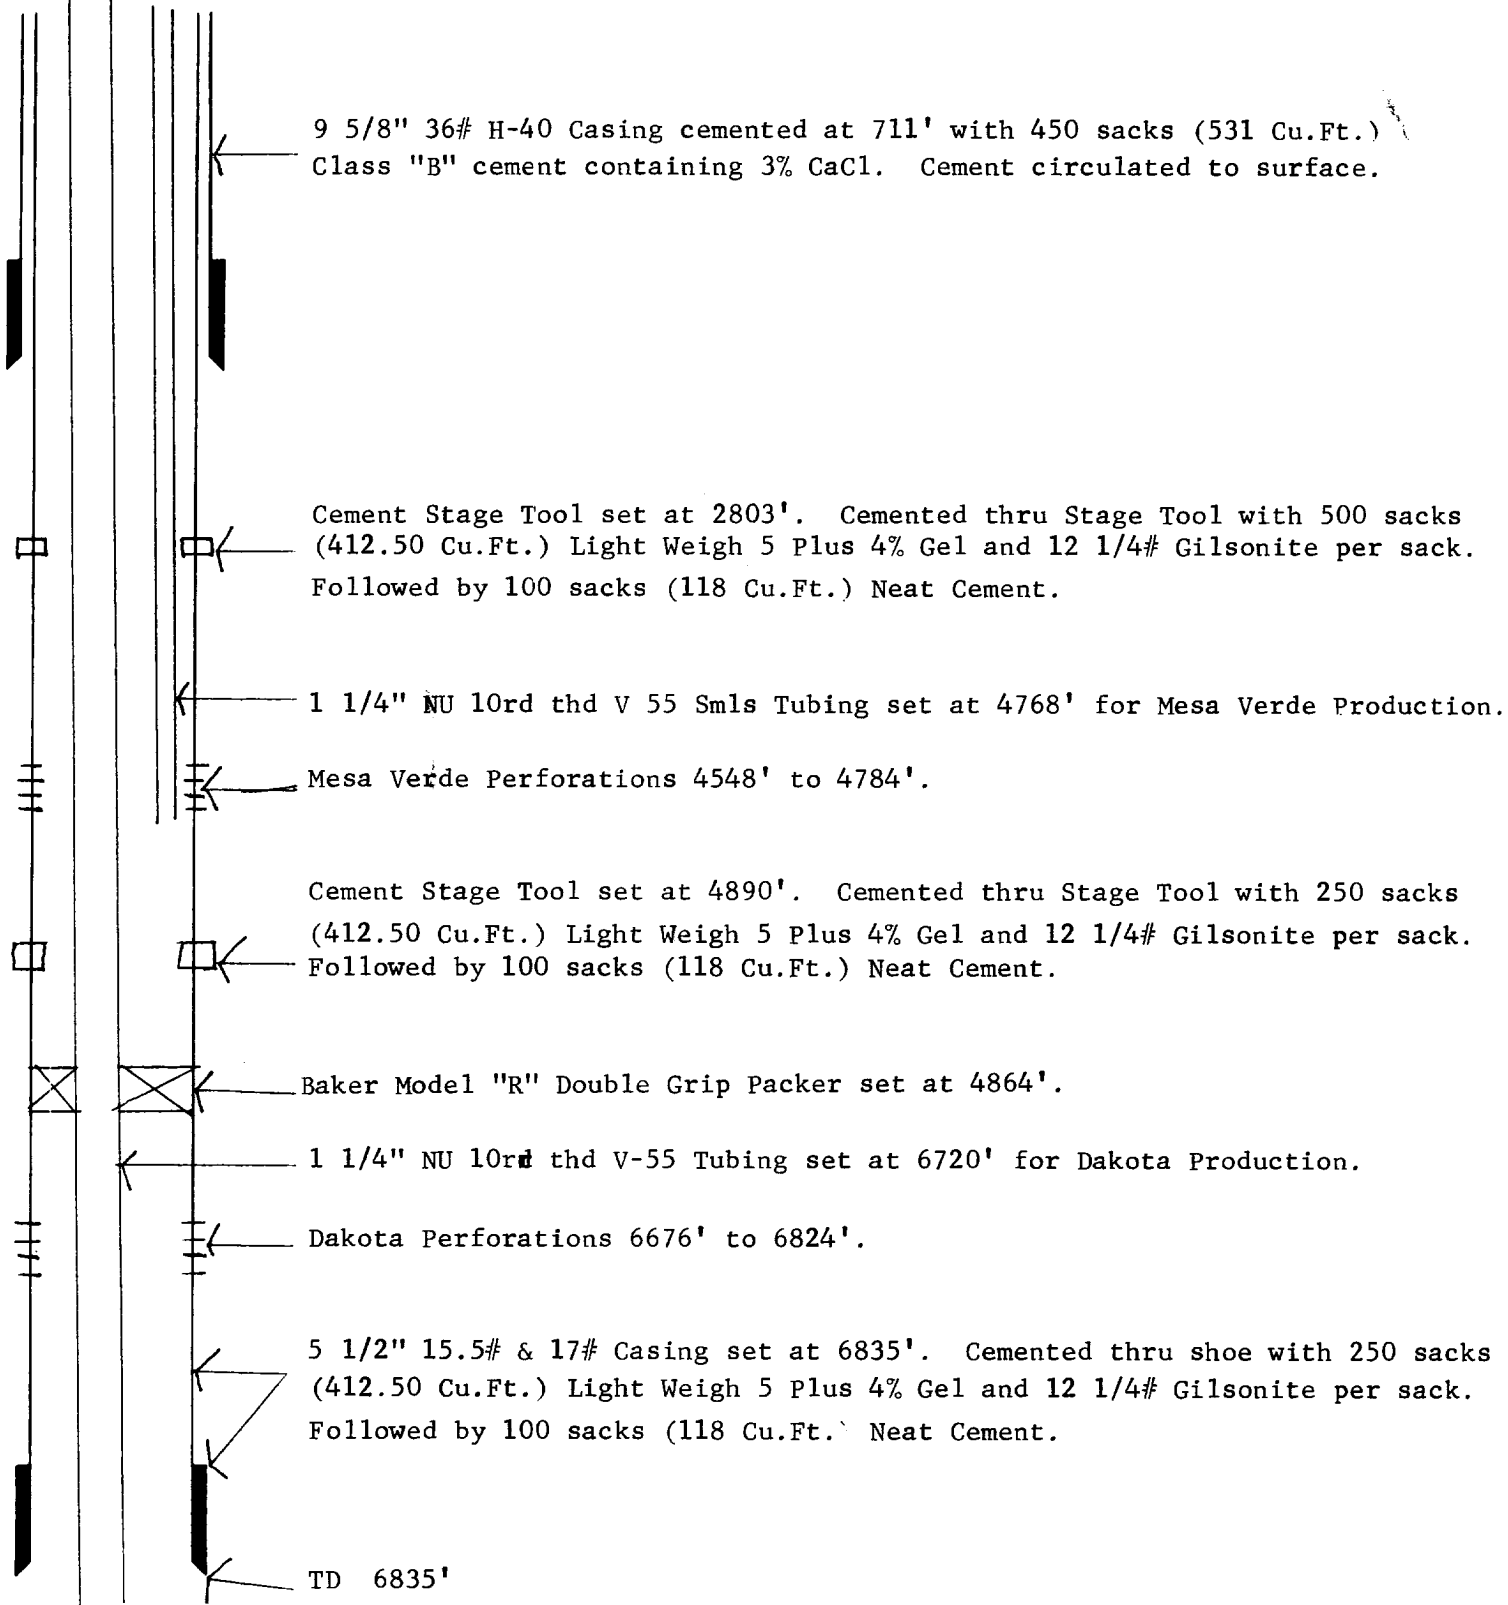 9 5/8" 36# H-40 Casing cemented at 711' with 450 sacks (531 Cu.Ft.)
Class "B" cement containing 3% CaCl. Cement circulated to surface.
Cement Stage Tool set at 2803'. Cemented thru Stage Tool with 500 sacks
(412.50 Cu.Ft.) Light Weigh 5 Plus 4% Gel and 12 1/4# Gilsonite per sack.
Followed by 100 sacks (118 Cu.Ft.) Neat Cement.
1 1/4" NU 10rd thd V 55 Smls Tubing set at 4768' for Mesa Verde Production.
Mesa Verde Perforations 4548' to 4784'.
Cement Stage Tool set at 4890'. Cemented thru Stage Tool with 250 sacks
(412.50 Cu.Ft.) Light Weigh 5 Plus 4% Gel and 12 1/4# Gilsonite per sack.
Followed by 100 sacks (118 Cu.Ft.) Neat Cement.
Baker Model "R" Double Grip Packer set at 4864'.
1 1/4" NU 10rd thd V-55 Tubing set at 6720' for Dakota Production.
Dakota Perforations 6676' to 6824'.
5 1/2" 15.5# & 17# Casing set at 6835'. Cemented thru shoe with 250 sacks
(412.50 Cu.Ft.) Light Weigh 5 Plus 4% Gel and 12 1/4# Gilsonite per sack.
Followed by 100 sacks (118 Cu.Ft.` Neat Cement.
TD 6835'